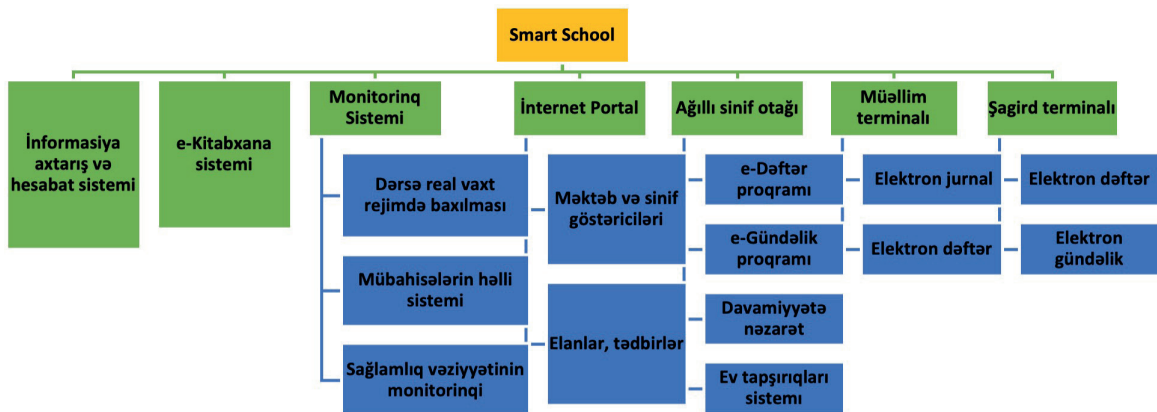 Smart School
İnformasiya
axtarış və
hesabat sistemi
e-Kitabxana
sistemi
Monitorinq
Sistemi
İnternet Portal
Ağıllı sinif otağı
Müəllim
terminalı
Şagird terminalı
Dərsə real vaxt
rejimdə baxılması
Mübahisələrin həlli
sistemi
Sağlamlıq vəziyyətinin
monitorinqi
Məktəb və sinif
göstəriciləri
Elanlar, tədbirlər
e-Dəftər
proqramı
e-Gündəlik
proqramı
Davamiyyətə
nəzarət
Ev tapşırıqları
sistemı
Elektron jurnal
Elektron dəftər
Elektron dəftər
Elektron
gündəlik